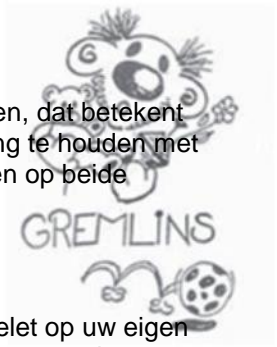 en, dat betekent
ng te houden met
en op beide
GREMLINS
elet op uw eigen